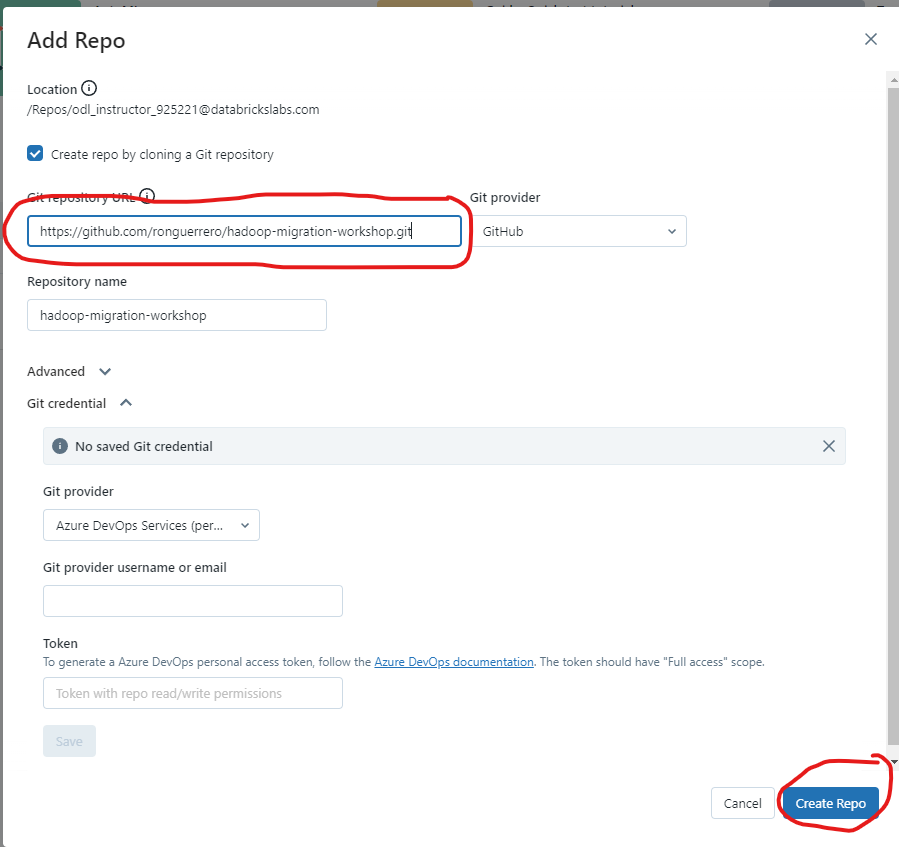 Add Repo
Location
/Repos/odl_instructor_925221@databrickslabs.com
Create repo by cloning a Git repository
Git repository URL
Git provider
https://github.com/ronguerrero/hadoop-migration-workshop.git
GitHub
Repository name
hadoop-migration-workshop
Advanced
Git credential
No saved Git credential
Git provider
Azure DevOps Services (per...
Git provider username or email
Token
To generate a Azure DevOps personal access token, follow the Azure DevOps documentation. The token should have "Full access" scope.
Token with repo read/write permissions
Save
Cancel
Create Repo